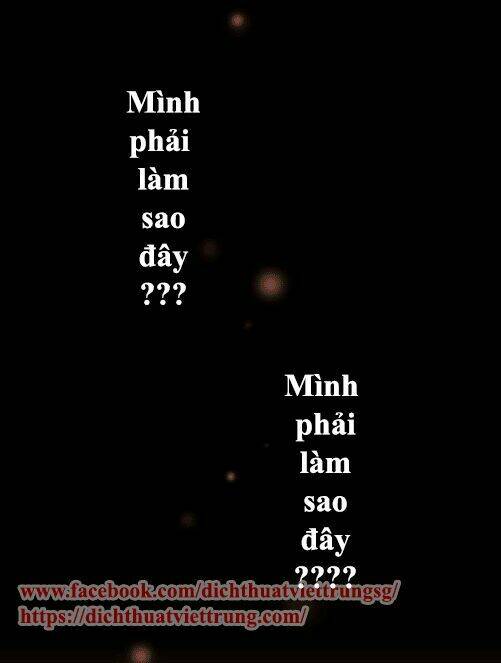 Mình
phải
làm
sao
đây
???
Mình
phải
làm
sao
đây
????
www.facebook.com/dichthuatviettrungsg/
https://dichthuatviettrung.com/